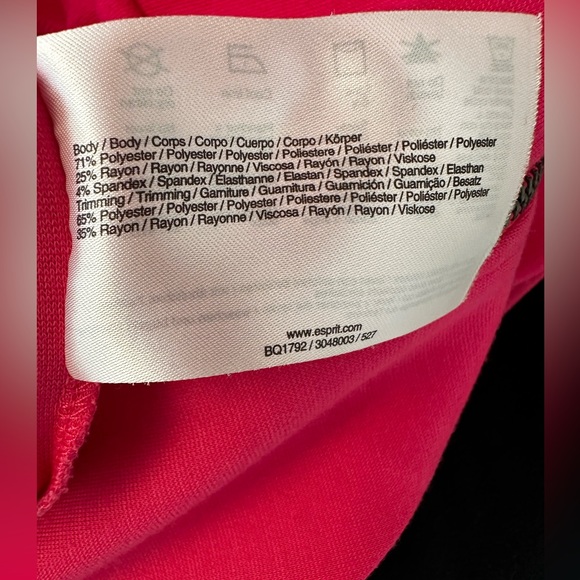 Body / Body / Corps / Corpo / Cuerpo / Corpo / Körper
71% Polyester / Polyester / Polyester / Poliestere / Poliéster / Poliéster / Polyester
25% Rayon / Rayon / Rayonne / Viscosa / Rayón / Rayon / Viskose
4% Spandex / Spandex / Elasthanne / Elastan / Spandex / Spandex / Elasthan
Trimming / Trimming / Garniture / Guarnitura / Guarnición / Guarnição / Besatz
65% Polyester / Polyester / Polyester / Poliestere / Poliéster / Poliéster / Polyester
35% Rayon / Rayon / Rayonne / Viscosa / Rayón / Rayon / Viskose
www.esprit.com
BQ1792 / 3048003 / 527